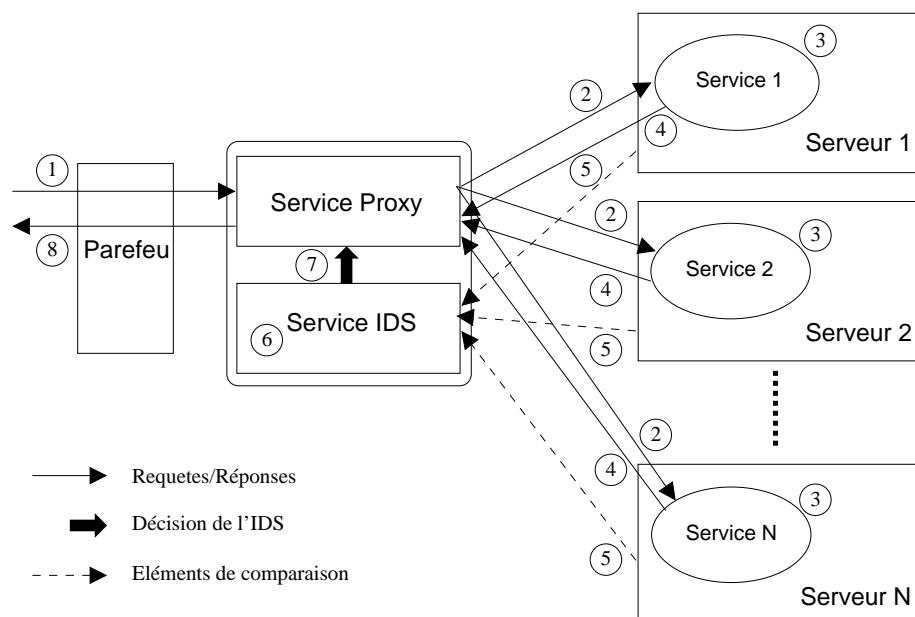 3
Service 1
2
4
Serveur 1
1
5
Service Proxy
2
3
8
Parefeu
7
Service 2
4
Service IDS
6
Serveur 2
5
2
4
3
Requetes/Réponses
Décision de l'IDS
Service N
5
Eléments de comparaison
Serveur N